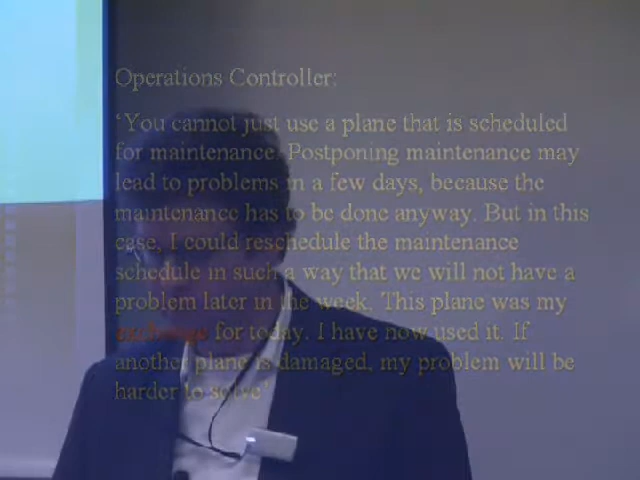 Operations Controller:
‘You cannot just use a plane that is scheduled
for maintenance. Postponing maintenance may
lead to problems in a few days, because the
maintenance has to be done anyway. But in this
case, I could reschedule the maintenance
schedule in such a way that we will not have a
problem later in the week. This plane was my
for today. I have now used it. If
another plane is damaged, my problem will be
harder to solve’